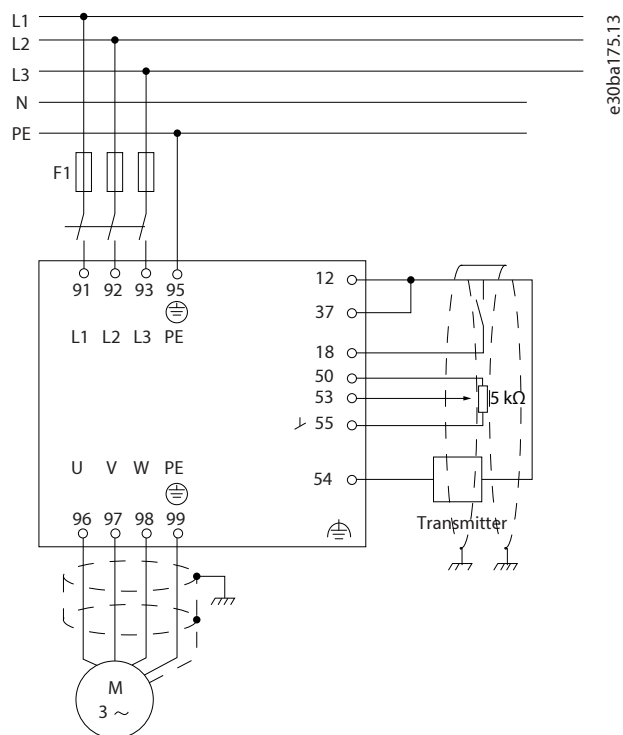 L1
L2
L3
N
PE
e30ba175.13
F1
91 92 93 95
L1 L2 L3 PE
12
37
18
50
53
5 kΩ
55
U V W PE
54
96 97 98 99
Transmitter
M
3 ~